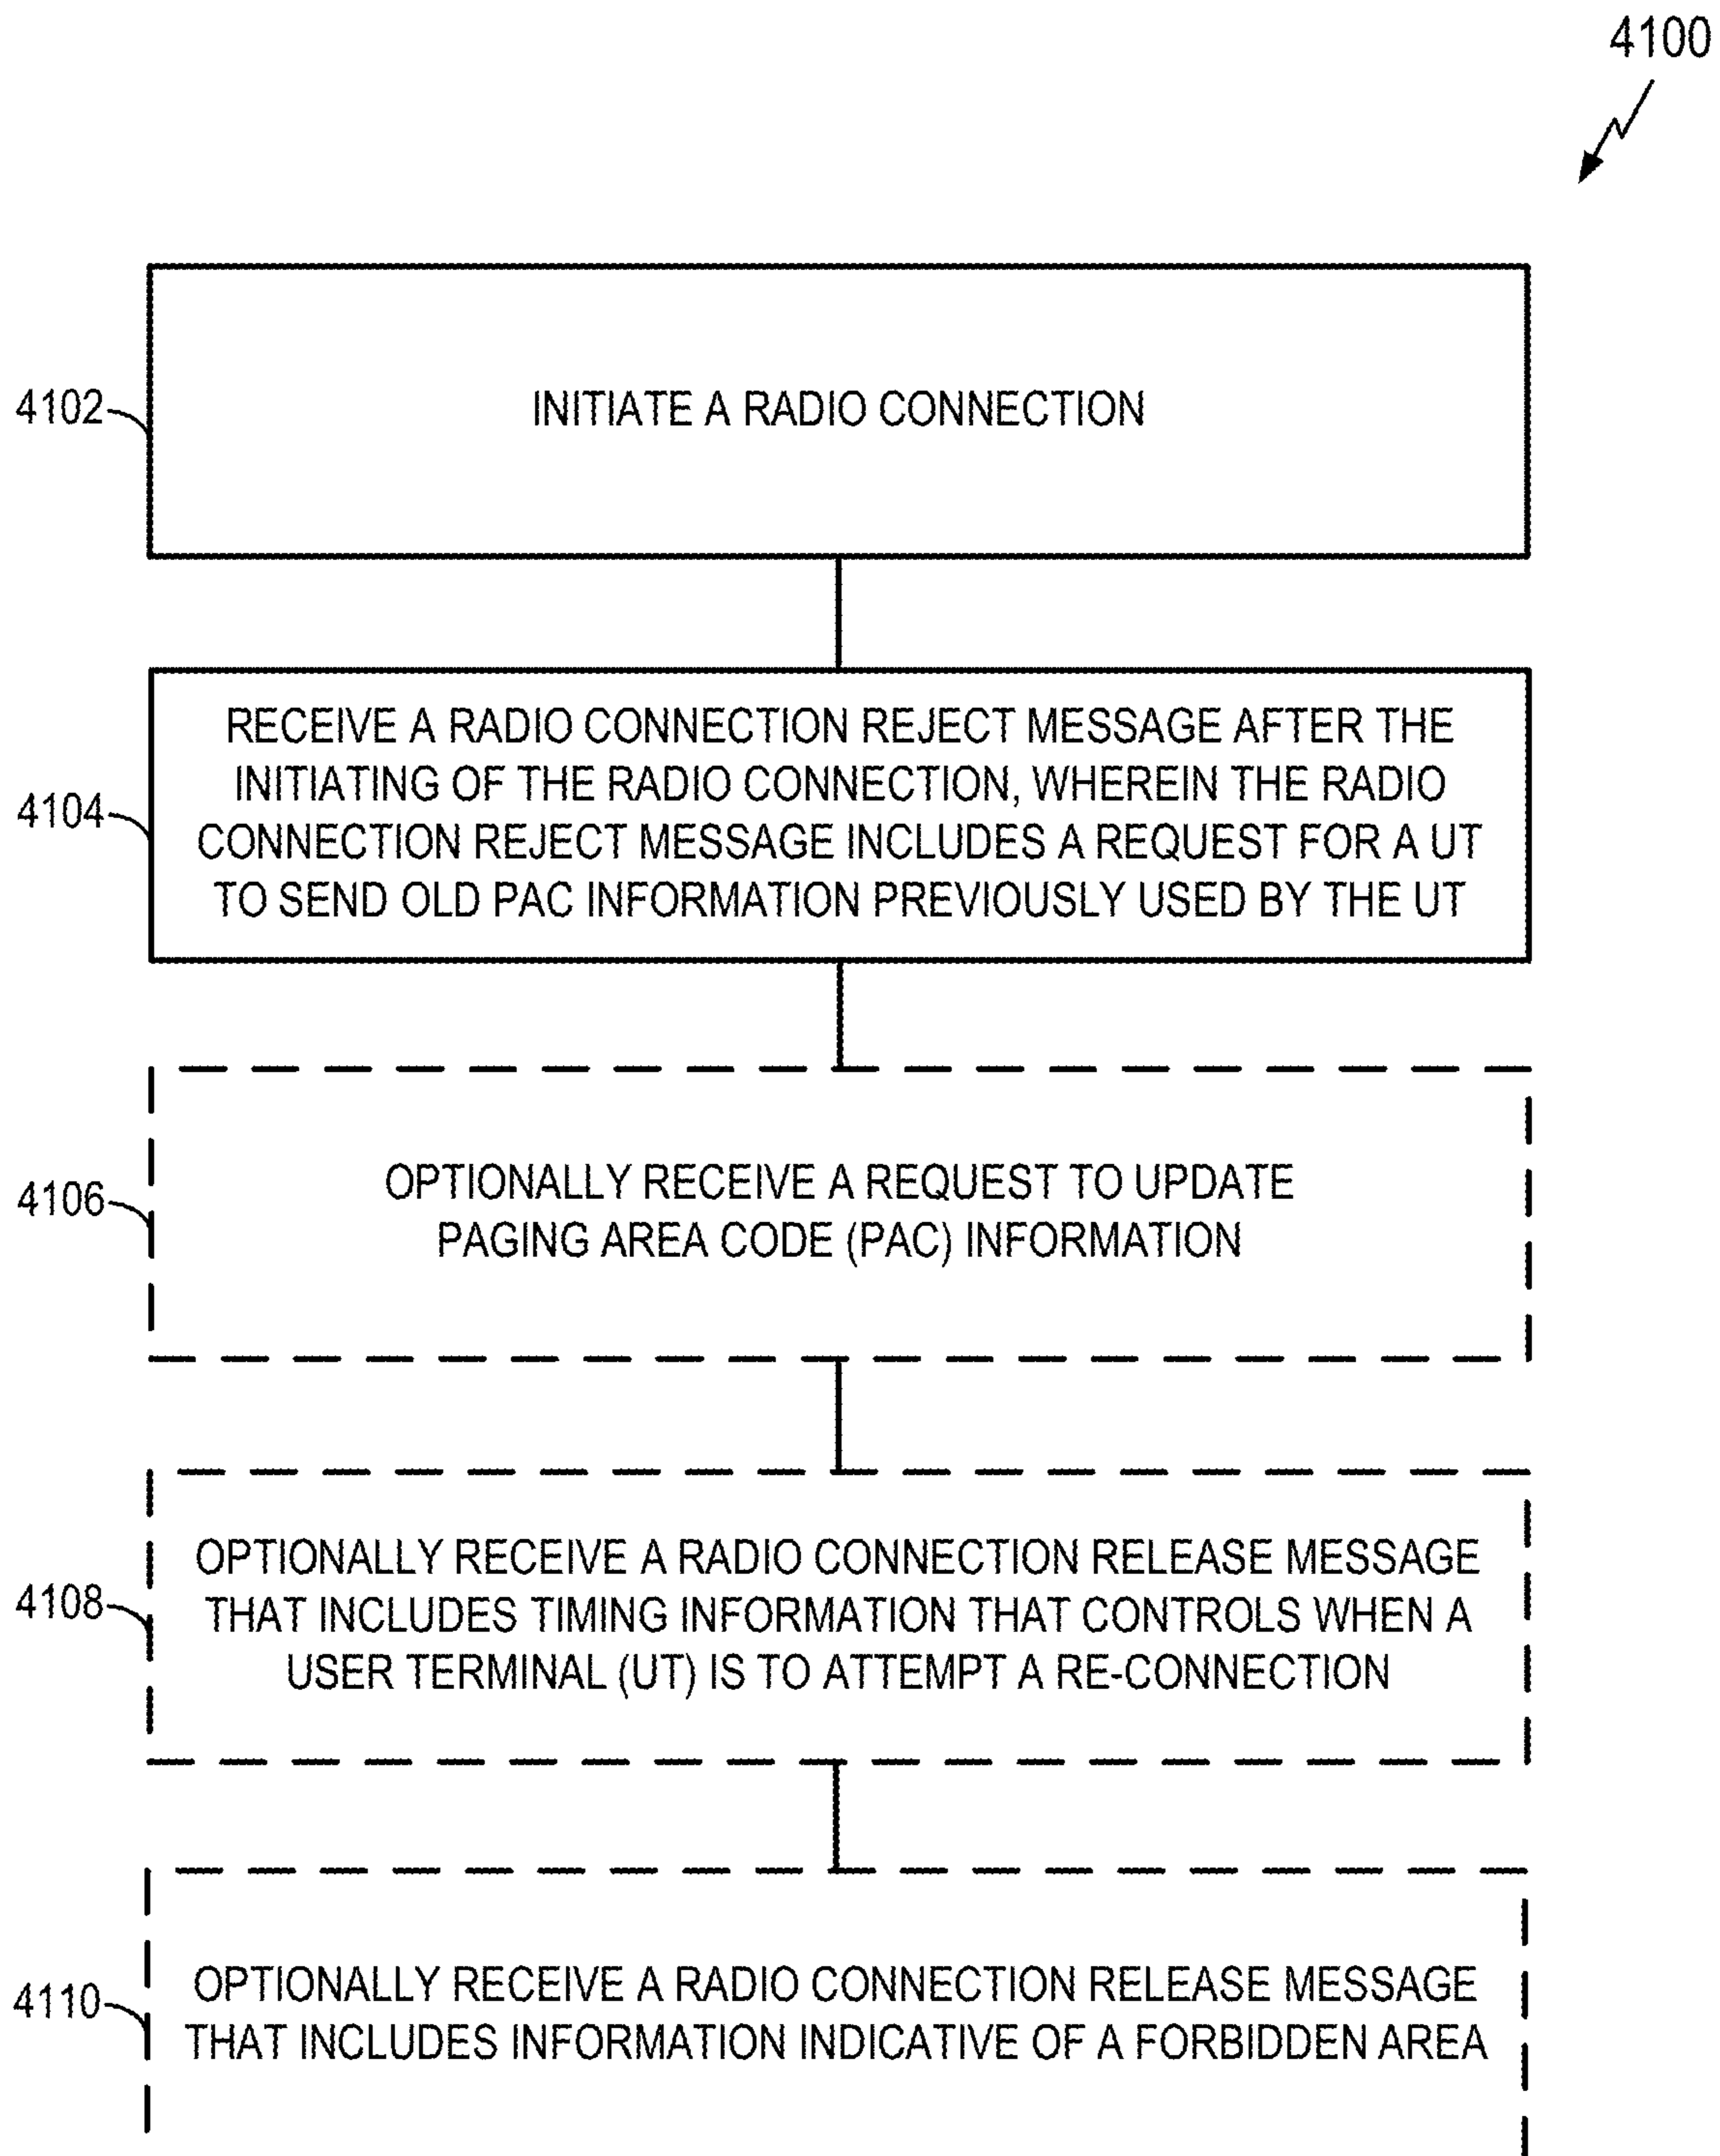 4100
4102
INITIATE A RADIO CONNECTION
4104
RECEIVE A RADIO CONNECTION REJECT MESSAGE AFTER THE
INITIATING OF THE RADIO CONNECTION, WHEREIN THE RADIO
CONNECTION REJECT MESSAGE INCLUDES A REQUEST FOR A UT
TO SEND OLD PAC INFORMATION PREVIOUSLY USED BY THE UT
4106
OPTIONALLY RECEIVE A REQUEST TO UPDATE
PAGING AREA CODE (PAC) INFORMATION
4108
OPTIONALLY RECEIVE A RADIO CONNECTION RELEASE MESSAGE
THAT INCLUDES TIMING INFORMATION THAT CONTROLS WHEN A
USER TERMINAL (UT) IS TO ATTEMPT A RE-CONNECTION
4110
OPTIONALLY RECEIVE A RADIO CONNECTION RELEASE MESSAGE
THAT INCLUDES INFORMATION INDICATIVE OF A FORBIDDEN AREA